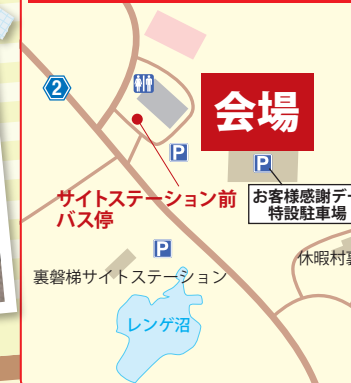 2
会場
P
P
お客様感謝デー
特設駐車場
サイトステーション前
バス停
P
休暇村裏
裏磐梯サイトステーション
レンゲ沼